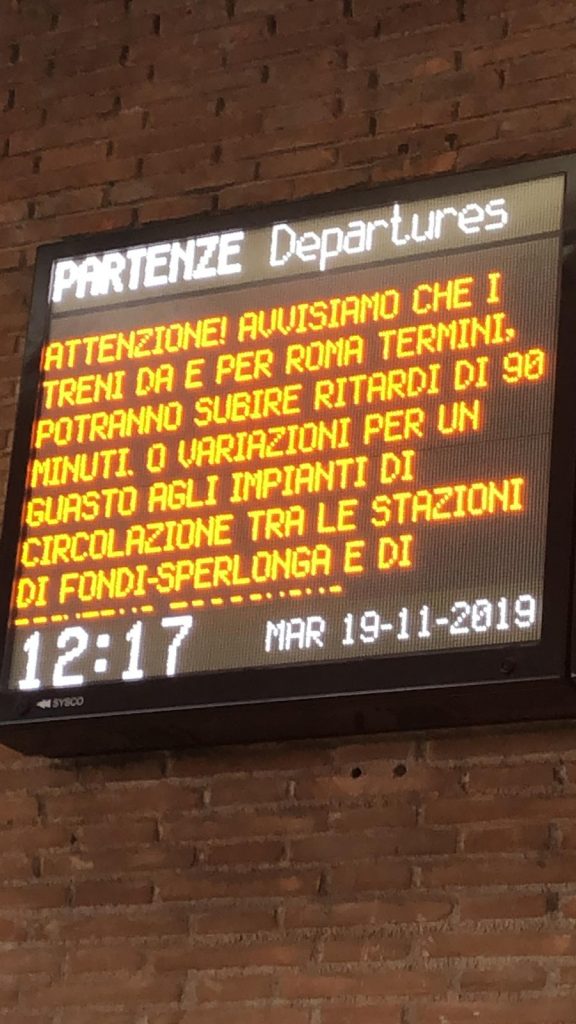 PARTENZE Departures
ATTENZIONE! AVVISIAMO CHE I
TRENI DA E PER ROMA TERMINI,
POTRANNO SUBIRE RITARDI DI 90
MINUTI. O VARIAZIONI PER UN
GUASTO AGLI IMPIANTI DI
CIRCOLAZIONE TRA LE STAZIONI
DI FONDI-SPERLONGA E DI
12:17 MAR 19-11-2019
SYSCO